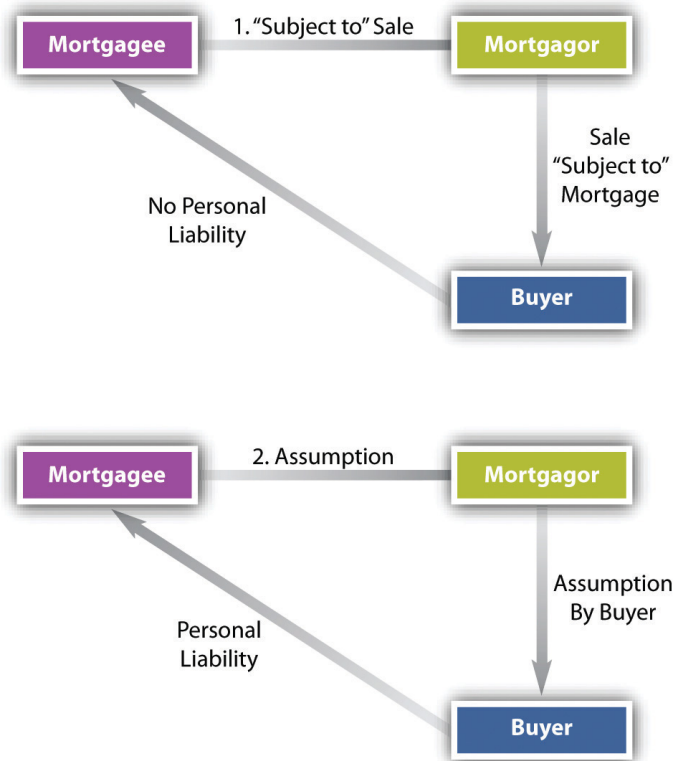 1. “Subject to” Sale
Mortgagee
Mortgagor
Sale
“Subject to”
Mortgage
No Personal
Liability
Buyer
2. Assumption
Mortgagee
Mortgagor
Assumption
By Buyer
Personal
Liability
Buyer